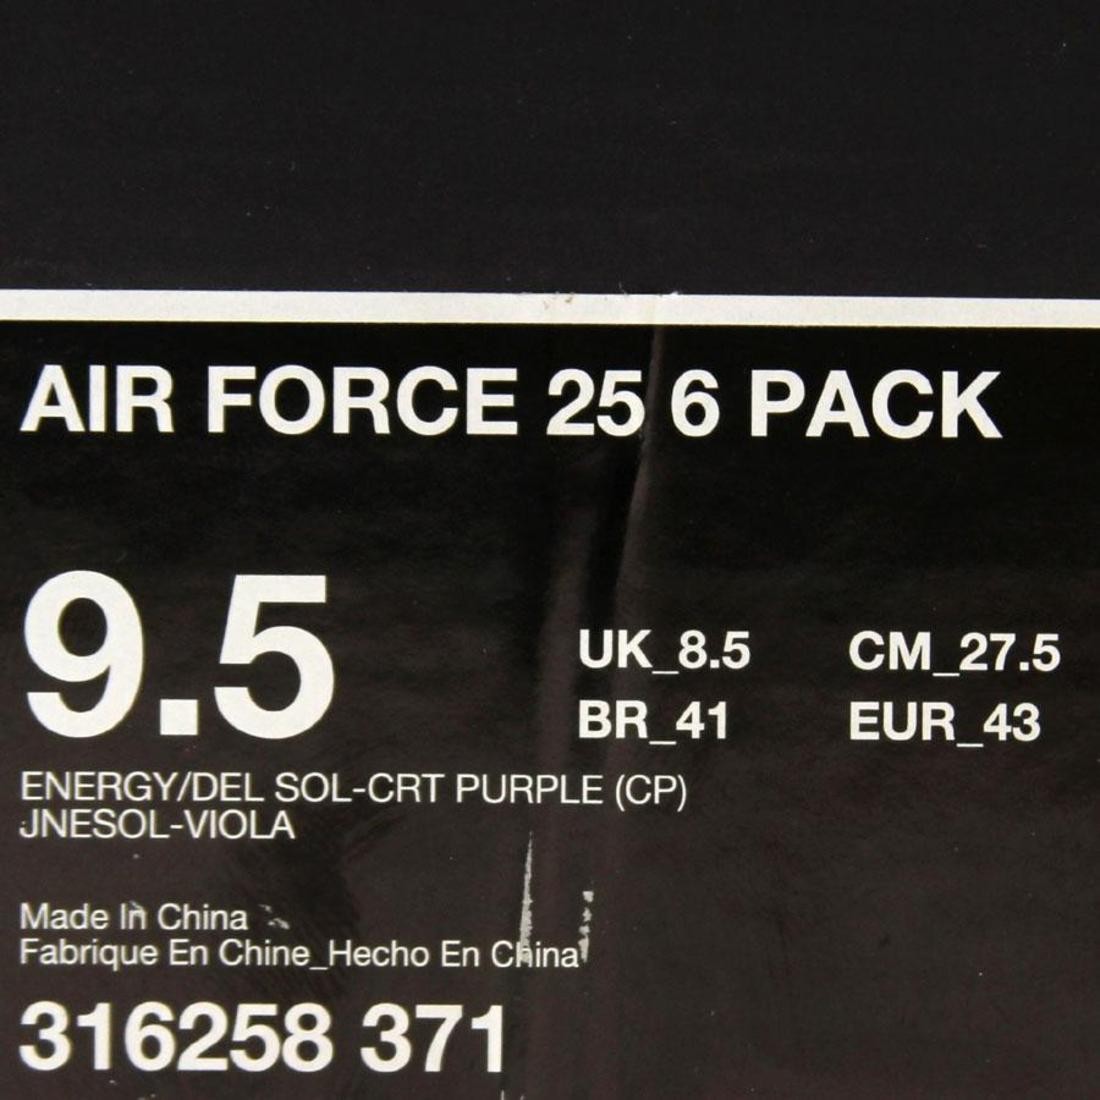 AIR FORCE 25 6 PACK
9.5
UK_8.5 CM_27.5
BR_41 EUR_43
ENERGY/DEL SOL-CRT PURPLE (CP)
JNESOL-VIOLA
Made In China
Fabrique En Chine_Hecho En China
316258 371